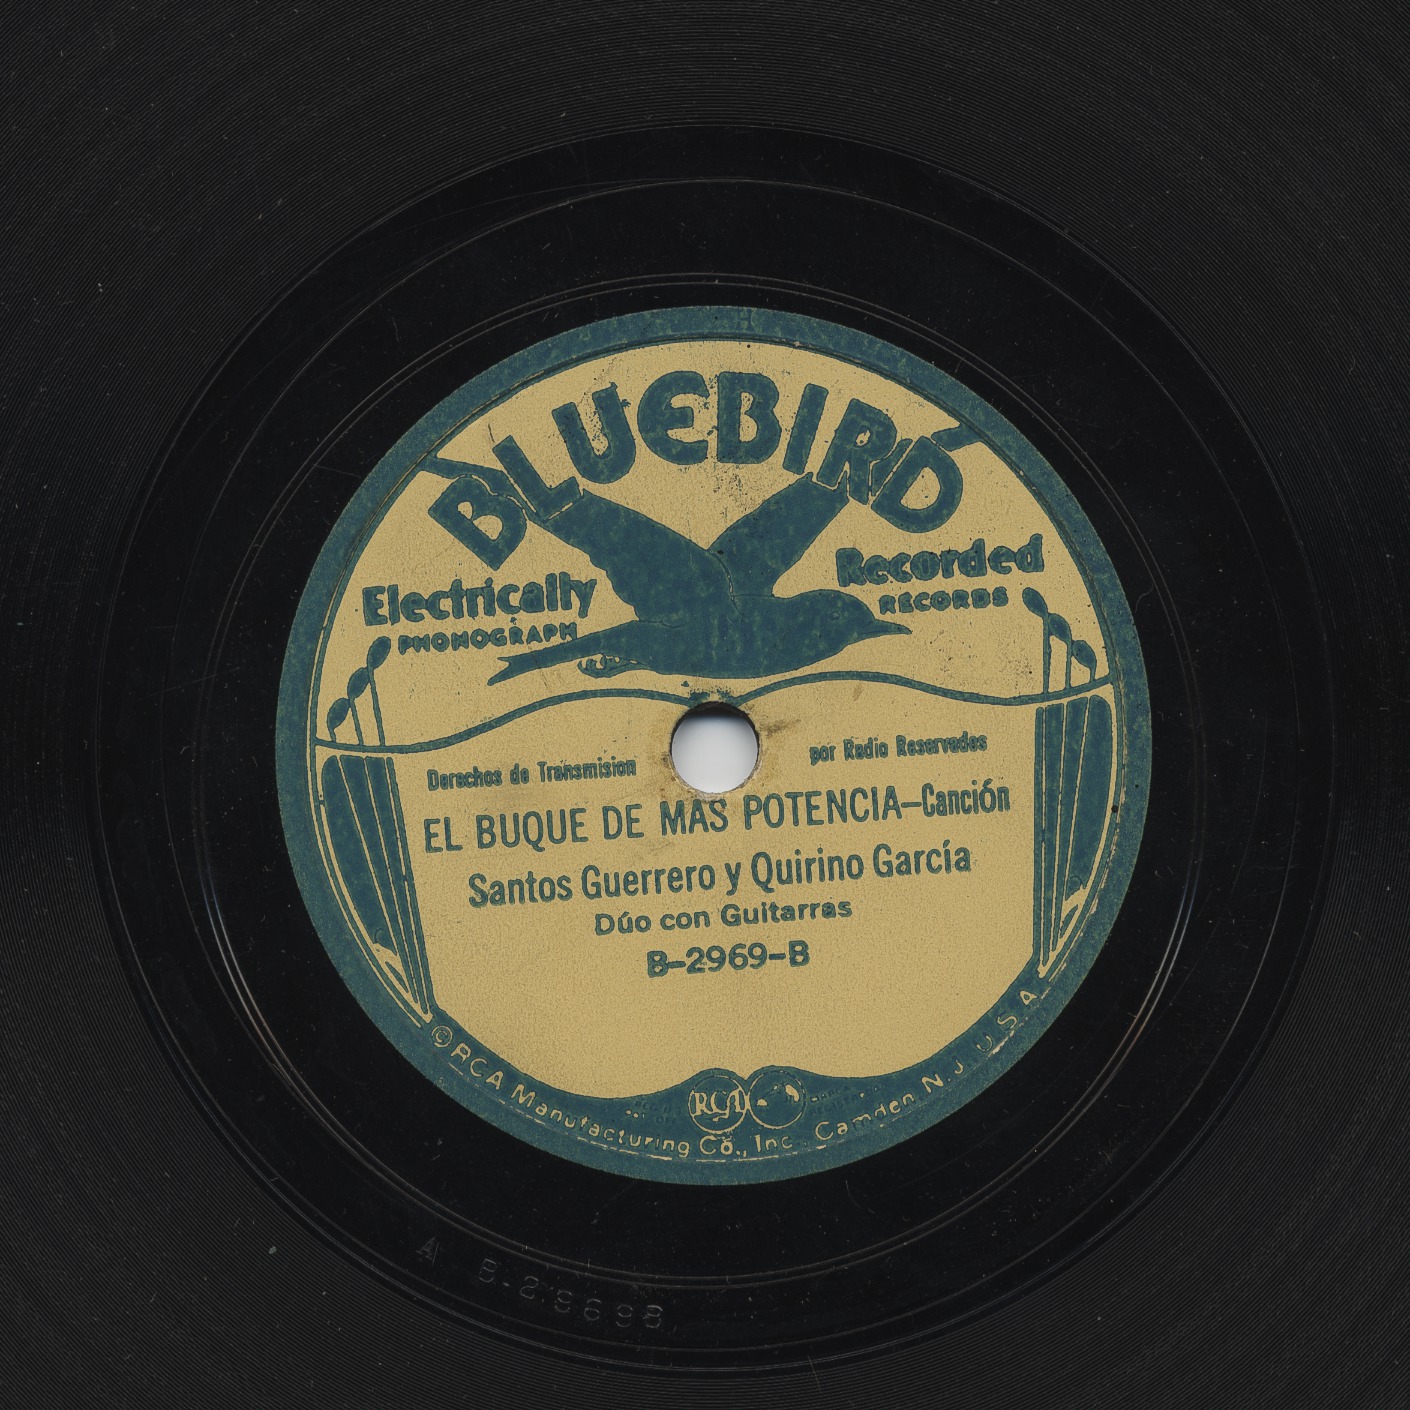 BLUEBIRD
Electrically Recorded
PHONOGRAPH RECORDS
Derechos de Transmision por Radio Reservados
EL BUQUE DE MAS POTENCIA–Canción
Santos Guerrero y Quirino García
Dúo con Guitarras
B–2969–B
RCA
© RCA Manufacturing Co., Inc. Camden N.J. U.S.A.
A B-2969B